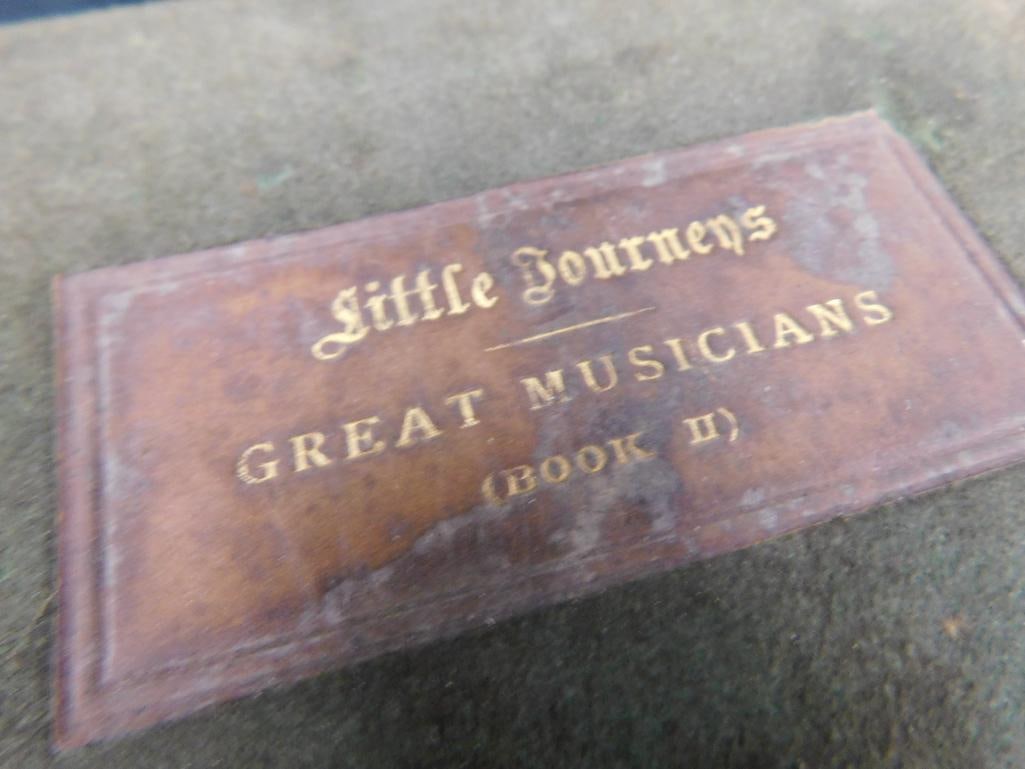 Little Journeys
GREAT MUSICIANS
(BOOK II)